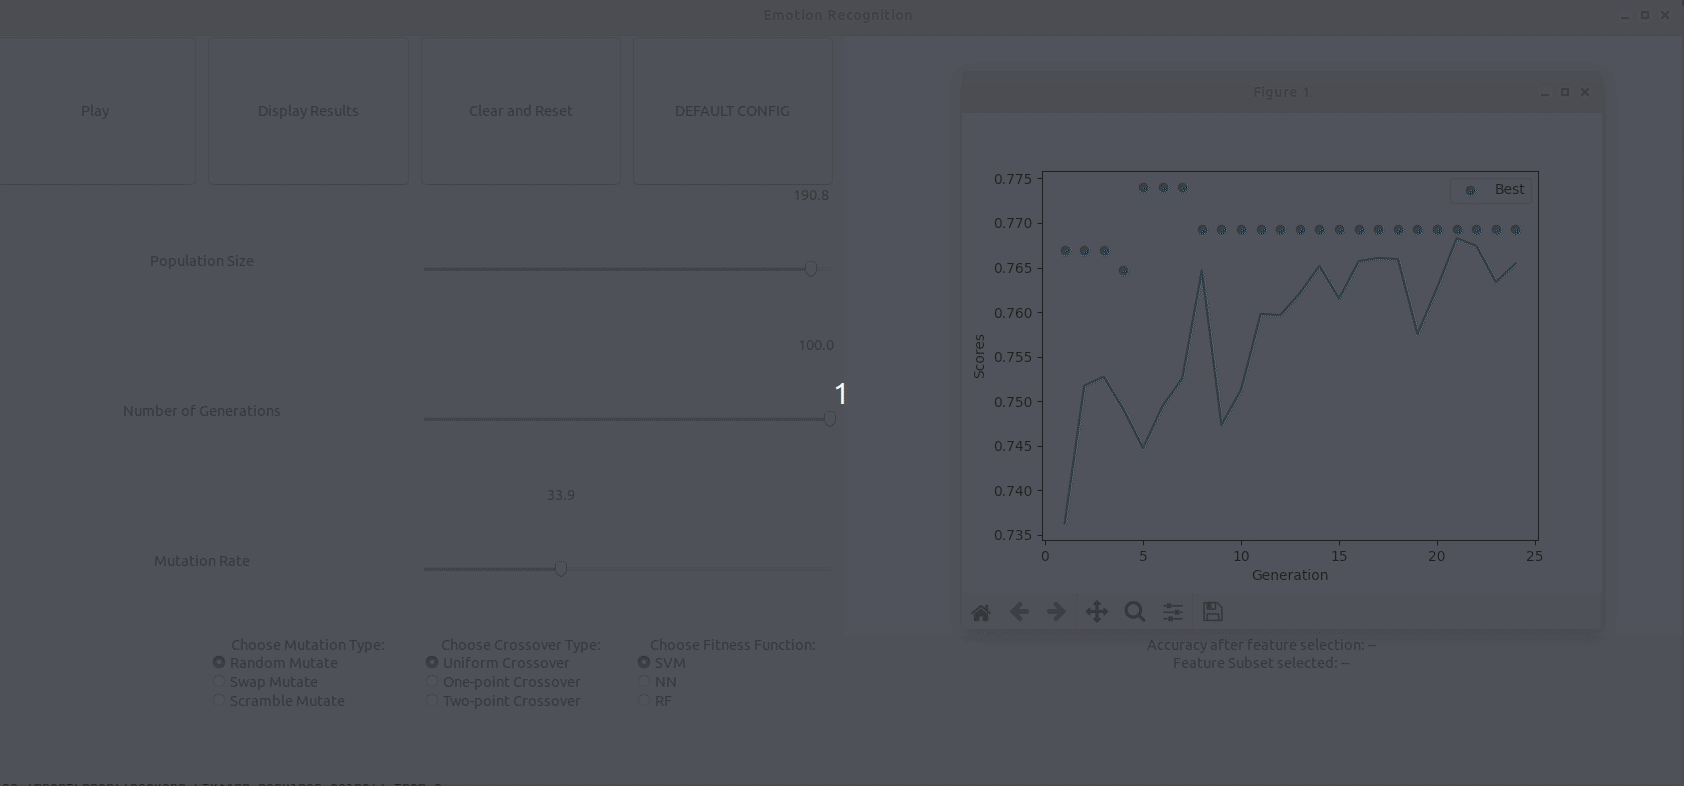 Emotion Recognition
Play
Display Results
Clear and Reset
DEFAULT CONFIG
190.8
Population Size
100.0
Number of Generations
33.9
Mutation Rate
Choose Mutation Type:
Random Mutate
Swap Mutate
Scramble Mutate
Choose Crossover Type:
Uniform Crossover
One-point Crossover
Two-point Crossover
Choose Fitness Function:
SVM
NN
RF
1
Figure 1
0.775
0.770
0.765
0.760
0.755
0.750
0.745
0.740
0.735
Scores
Best
0 5 10 15 20 25
Generation
Accuracy after feature selection: --
Feature Subset selected: --